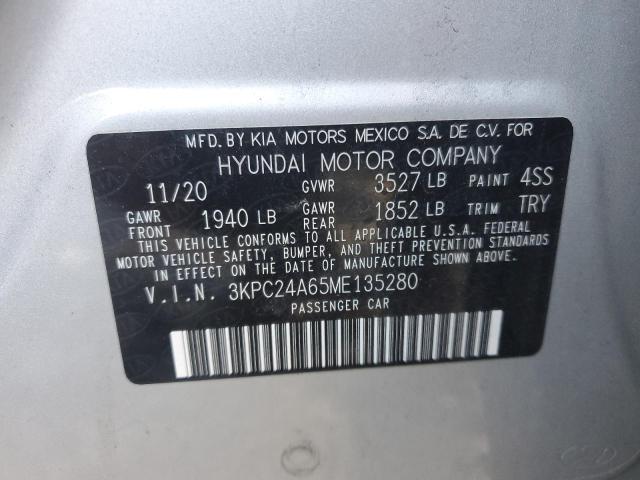 MFD. BY KIA MOTORS MEXICO S.A. DE C.V. FOR
HYUNDAI MOTOR COMPANY
11/20 GVWR 3527 LB PAINT 4SS
GAWR FRONT 1940 LB GAWR REAR 1852 LB TRIM TRY
THIS VEHICLE CONFORMS TO ALL APPLICABLE U.S.A. FEDERAL
MOTOR VEHICLE SAFETY, BUMPER, AND THEFT PREVENTION STANDARDS
IN EFFECT ON THE DATE OF MANUFACTURE SHOWN ABOVE.
V.I.N. 3KPC24A65ME135280
PASSENGER CAR